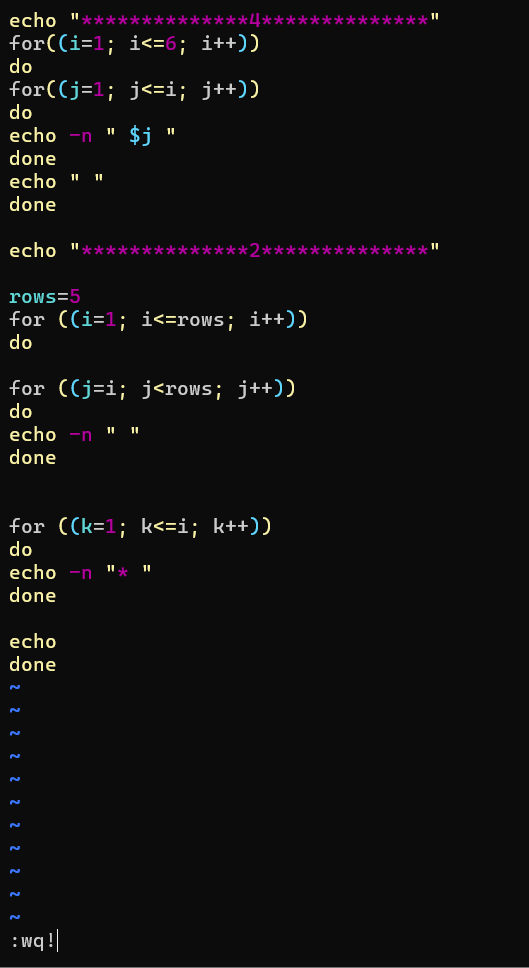 echo "**************4**************"
for((i=1; i<=6; i++))
do
for((j=1; j<=i; j++))
do
echo -n " $j "
done
echo " "
done
echo "**************2**************"
rows=5
for ((i=1; i<=rows; i++))
do
for ((j=i; j<rows; j++))
do
echo -n " "
done
for ((k=1; k<=i; k++))
do
echo -n "* "
done
echo
done
~
~
~
~
~
~
~
~
~
~
~
:wq!